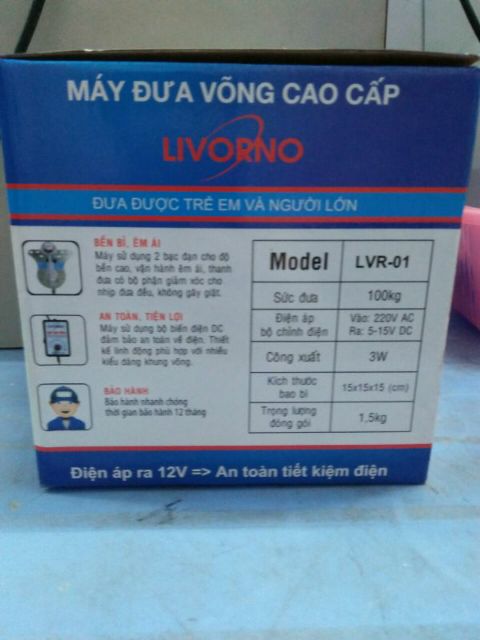 MÁY ĐƯA VÕNG CAO CẤP
LIVORNO
ĐƯA ĐƯỢC TRẺ EM VÀ NGƯỜI LỚN
BỀN BỈ, ÊM ÁI
Máy sử dụng 2 bạc đạn cho độ
bền cao, vận hành êm ái, thanh
đưa có bộ phận giảm xóc cho
nhịp đưa đều, không gây giật.
AN TOÀN, TIỆN LỢI
Máy sử dụng bộ biến điện DC
đảm bảo an toàn về điện. Thiết
kế linh động phù hợp với nhiều
kiểu dáng khung võng.
BẢO HÀNH
Bảo hành nhanh chóng
thời gian bảo hành 12 tháng
Model LVR-01
Sức đưa 100kg
Điện áp Vào: 220V AC
bộ chỉnh điện Ra: 5-15V DC
Công xuất 3W
Kích thước
bao bì 15x15x15 (cm)
Trọng lượng
đóng gói 1,5kg
Điện áp ra 12V => An toàn tiết kiệm điện